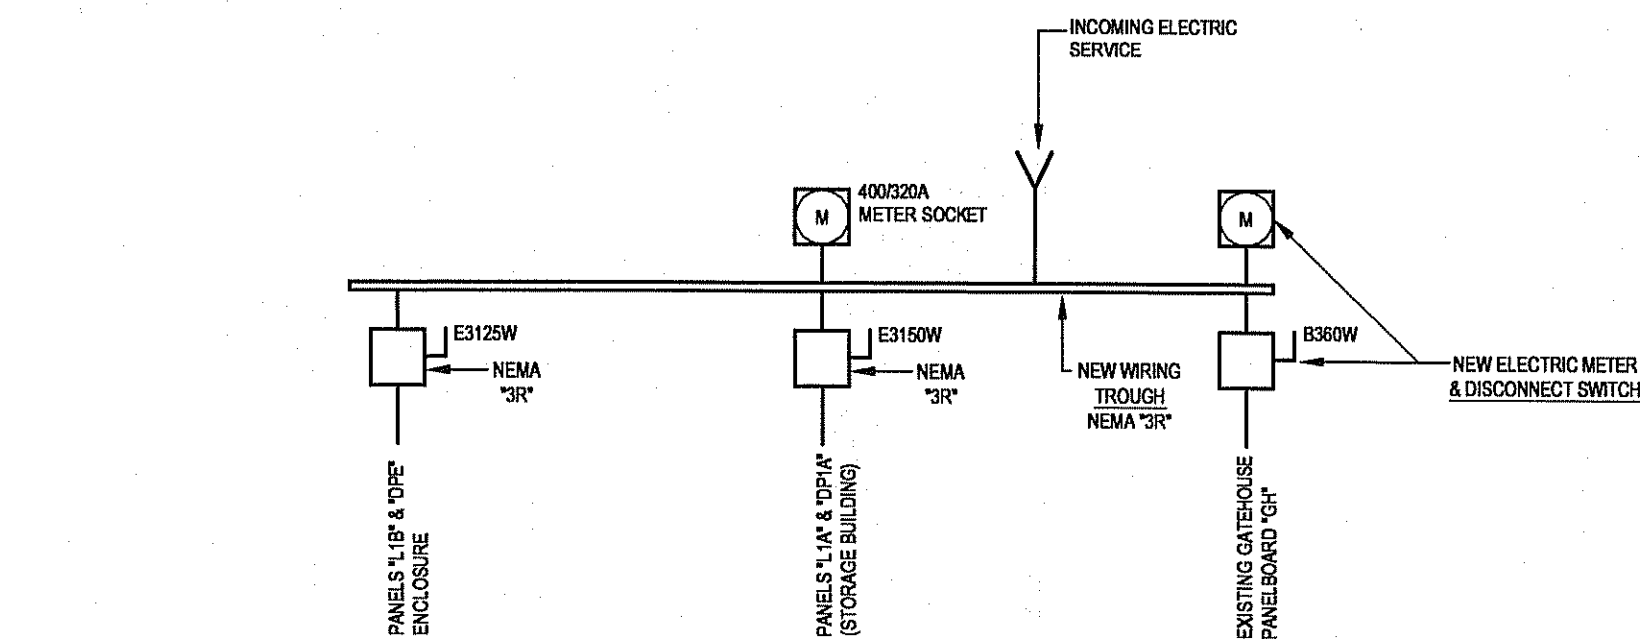 INCOMING ELECTRIC
SERVICE
M
400/320A
METER SOCKET
M
E3125W
NEMA
"3R"
E3150W
NEMA
"3R"
NEW WIRING
TROUGH
NEMA "3R"
B360W
NEW ELECTRIC METER
& DISCONNECT SWITCH
PANELS "L1B" & "DPE"
ENCLOSURE
PANELS "L1A" & "DP1A"
(STORAGE BUILDING)
EXISTING GATEHOUSE
PANELBOARD "GH"